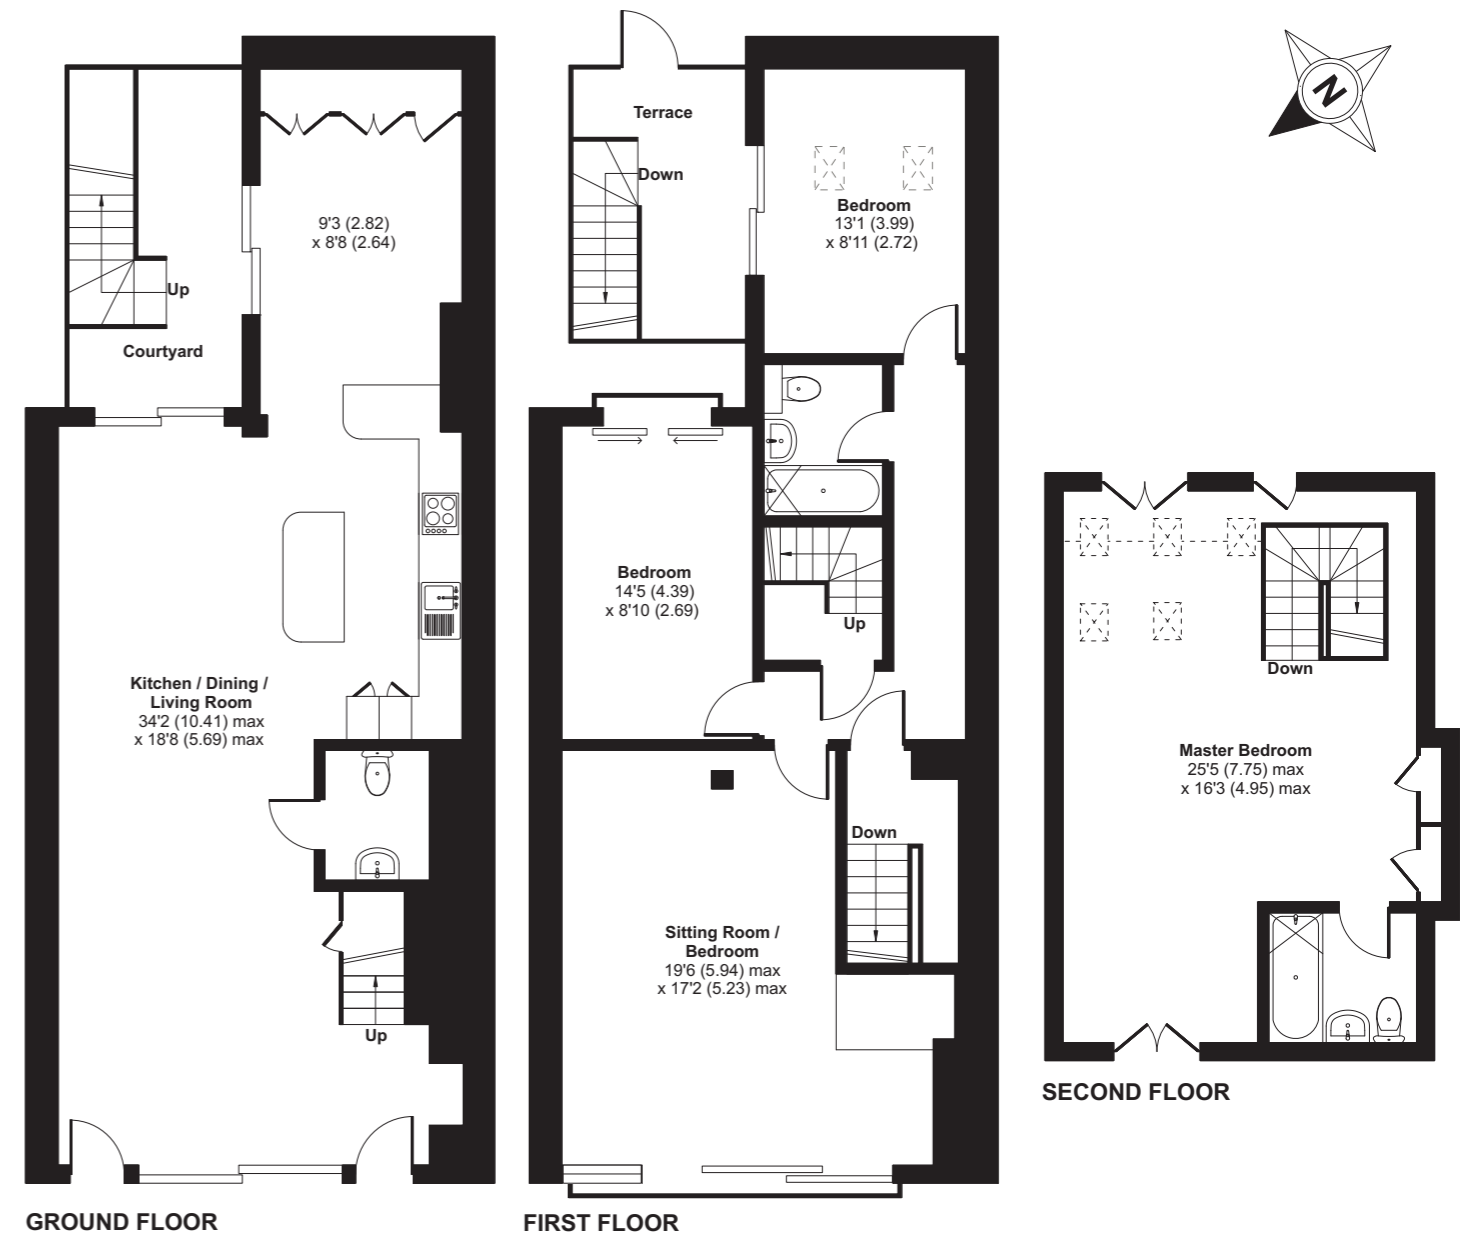 N
9'3 (2.82)
x 8'8 (2.64)
Up
Courtyard
Kitchen / Dining /
Living Room
34'2 (10.41) max
x 18'8 (5.69) max
Up
GROUND FLOOR
Terrace
Down
Bedroom
13'1 (3.99)
x 8'11 (2.72)
Bedroom
14'5 (4.39)
x 8'10 (2.69)
Up
Down
Sitting Room /
Bedroom
19'6 (5.94) max
x 17'2 (5.23) max
FIRST FLOOR
Down
Master Bedroom
25'5 (7.75) max
x 16'3 (4.95) max
SECOND FLOOR